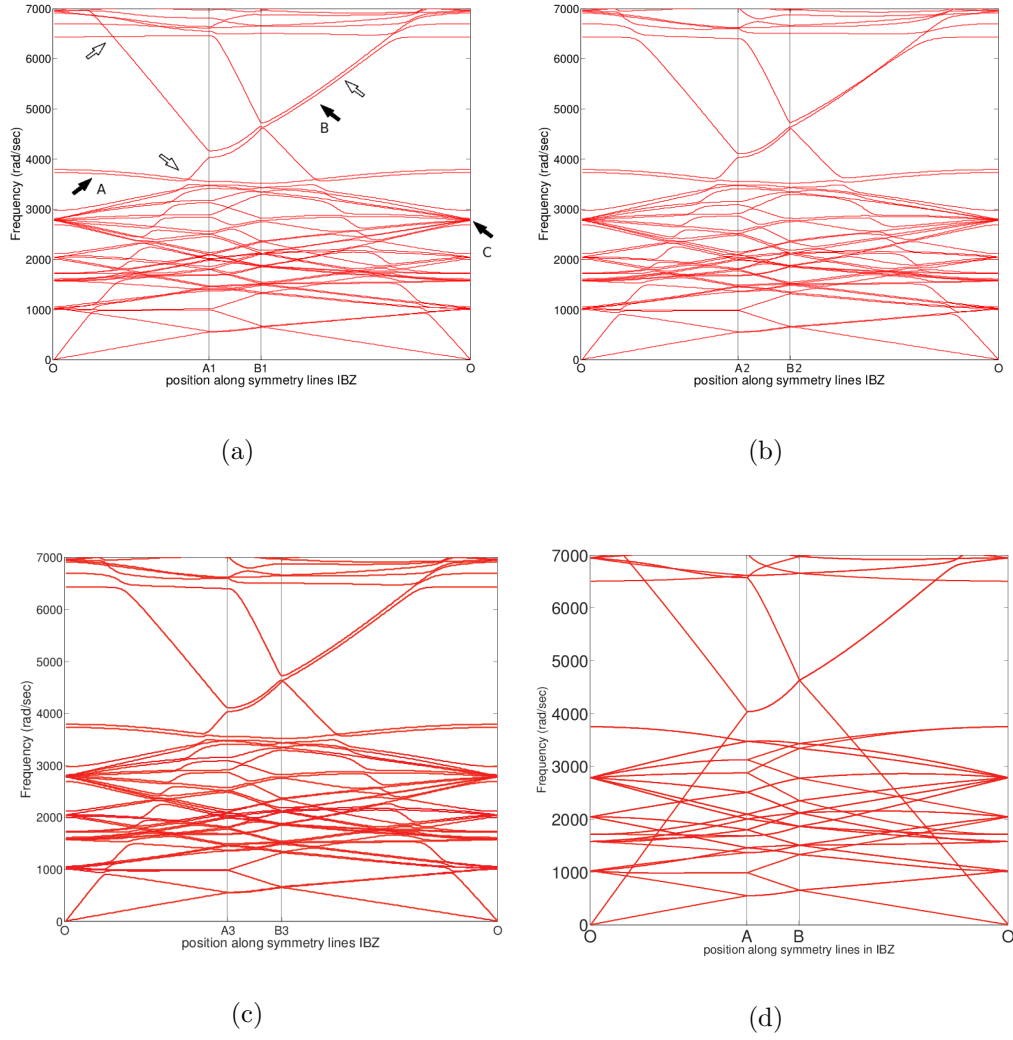 7000
6000
5000
4000
3000
2000
1000
0
Frequency (rad/sec)
A
B
C
O
A1
B1
O
position along symmetry lines IBZ
(a)
7000
6000
5000
4000
3000
2000
1000
0
Frequency (rad/sec)
O
A2
B2
O
position along symmetry lines IBZ
(b)
7000
6000
5000
4000
3000
2000
1000
0
Frequency (rad/sec)
O
A3
B3
O
position along symmetry lines IBZ
(c)
7000
6000
5000
4000
3000
2000
1000
0
Frequency (rad/sec)
O
A
B
O
position along symmetry lines in IBZ
(d)